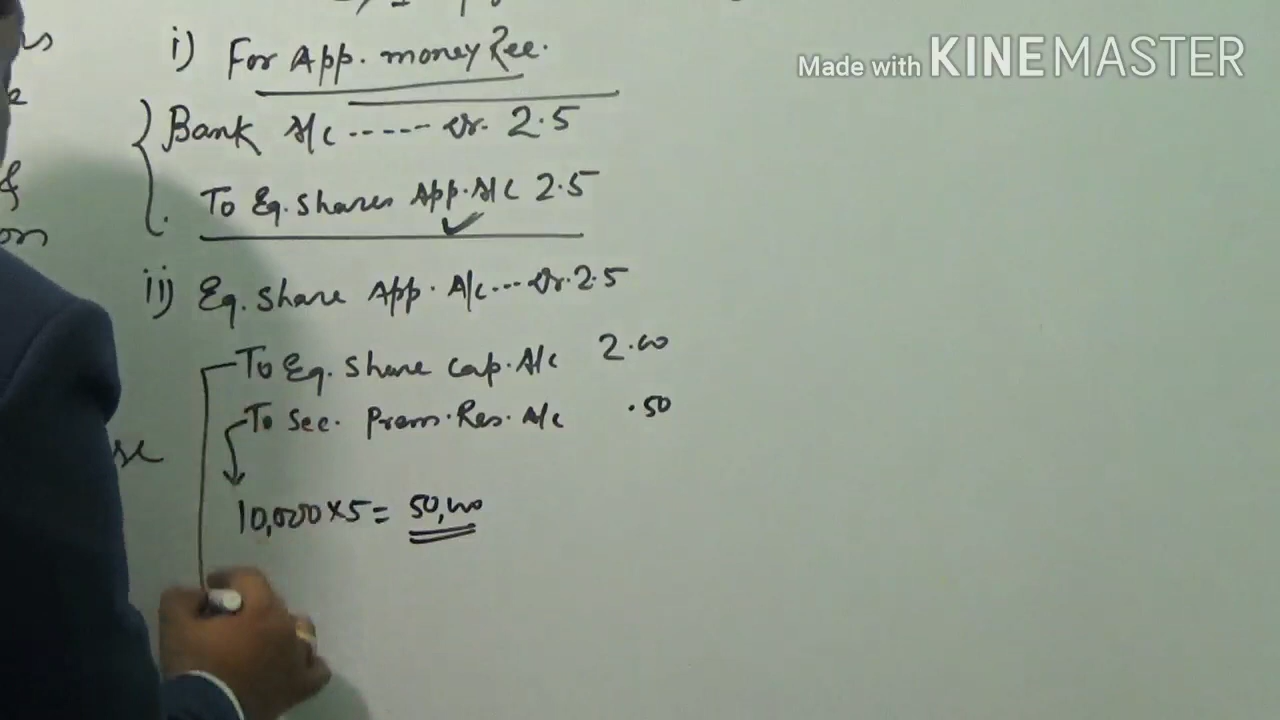 i) For App. money Rec.
Made with KINEMASTER
Bank A/c ----- Dr. 2.5
To Eq. Shares App. A/c 2.5
on
ii) Eq. Share App. A/c --- Dr. 2.5
To Eq. Share Cap. A/c 2.00
To Sec. Prem. Res. A/c .50
10,000 x 5 = 50,000